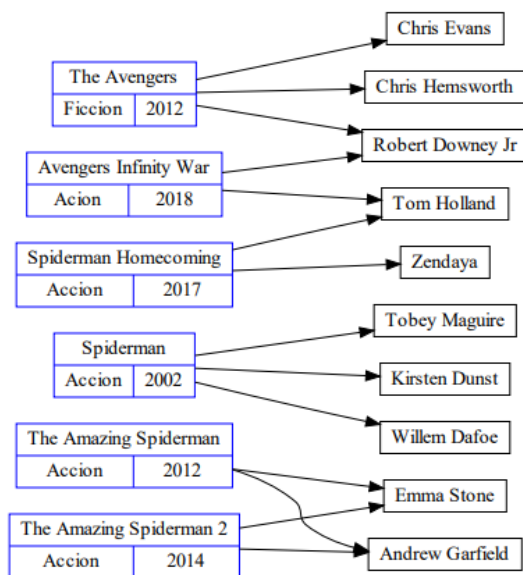 The Avengers
Ficcion 2012
Avengers Infinity War
Acion 2018
Spiderman Homecoming
Accion 2017
Spiderman
Accion 2002
The Amazing Spiderman
Accion 2012
The Amazing Spiderman 2
Accion 2014
Chris Evans
Chris Hemsworth
Robert Downey Jr
Tom Holland
Zendaya
Tobey Maguire
Kirsten Dunst
Willem Dafoe
Emma Stone
Andrew Garfield